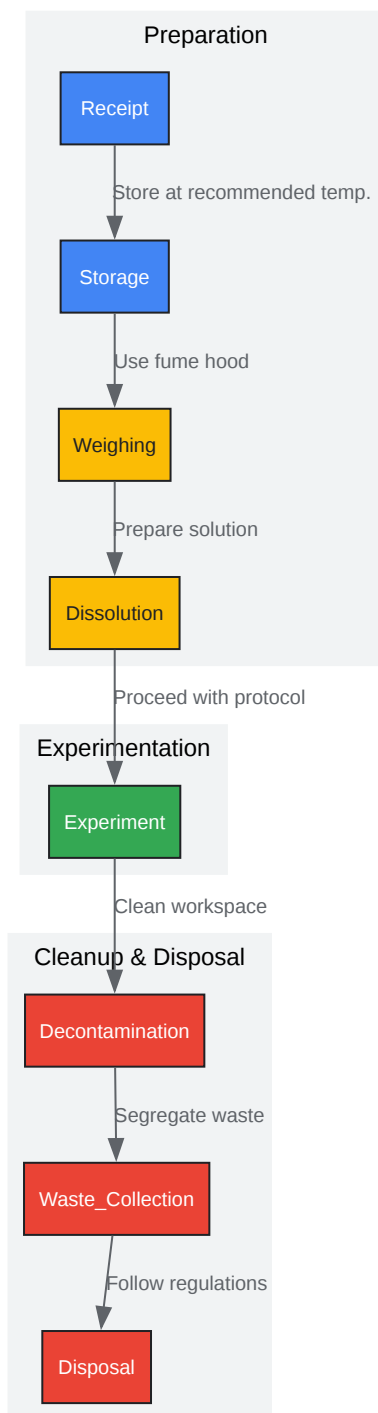 Preparation
Receipt
Store at recommended temp.
Storage
Use fume hood
Weighing
Prepare solution
Dissolution
Proceed with protocol
Experimentation
Experiment
Clean workspace
Cleanup & Disposal
Decontamination
Segregate waste
Waste_Collection
Follow regulations
Disposal